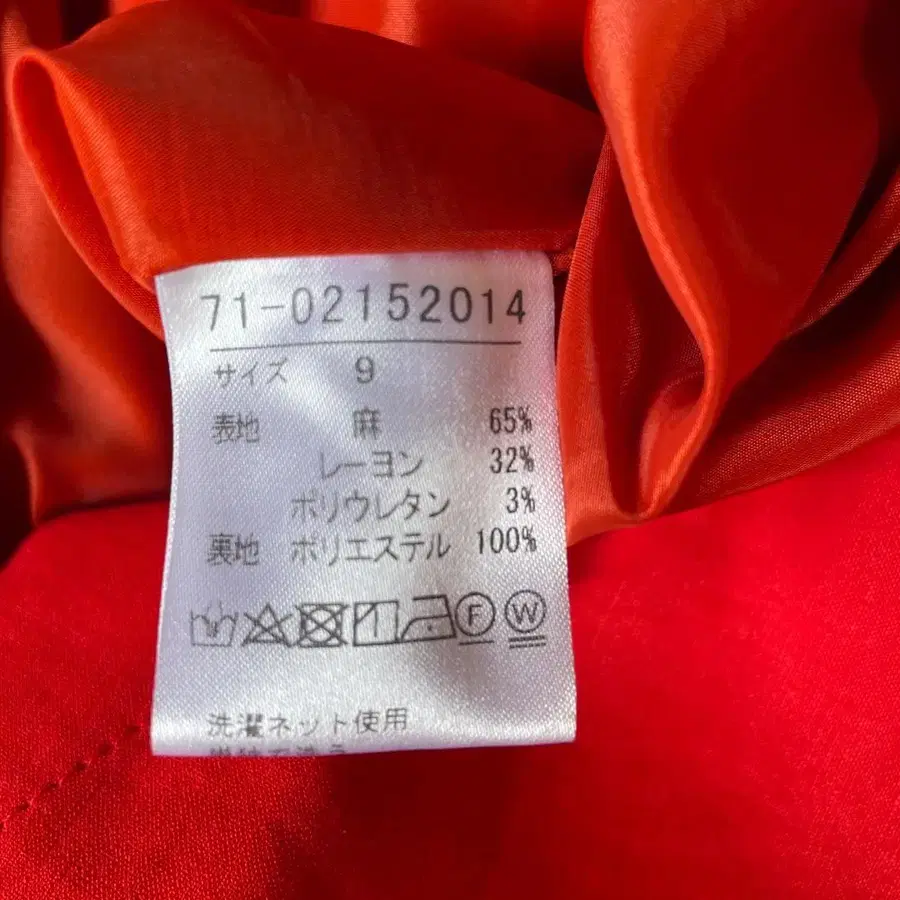 71-02152014
サイズ 9
表地 麻 65%
レーヨン 32%
ポリウレタン 3%
裏地 ポリエステル 100%
F W
洗濯ネット使用